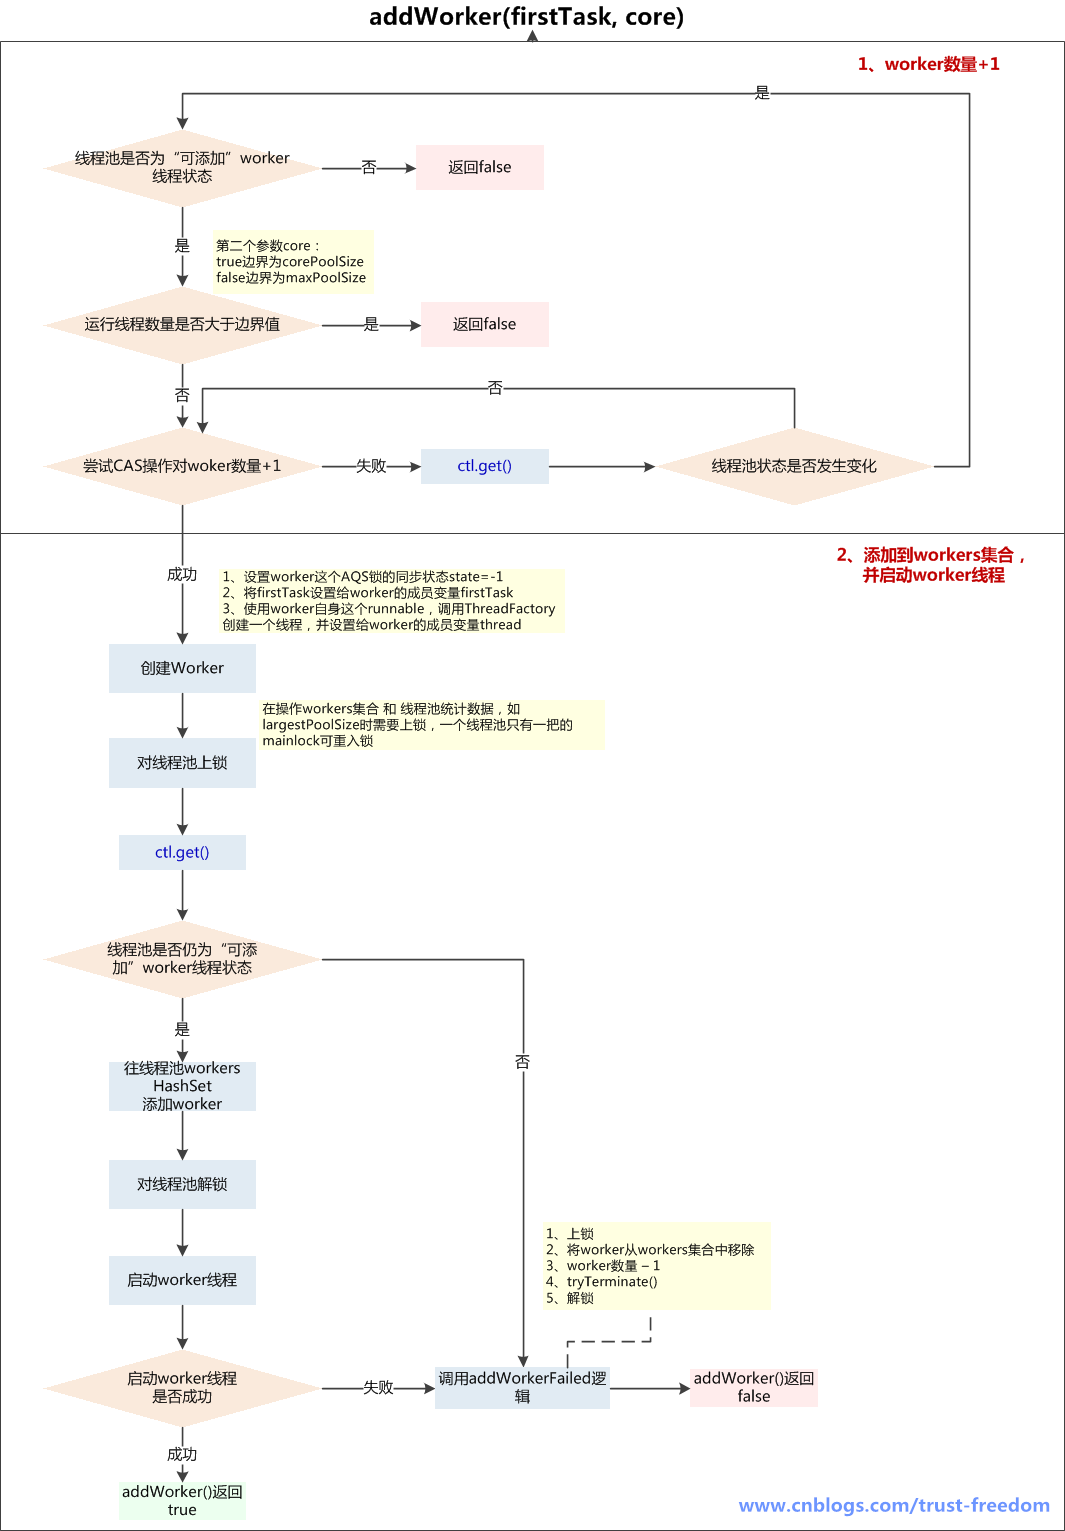 addWorker(firstTask, core)
1、worker数量+1
是
线程池是否为“可添加”worker
线程状态
否
返回false
是
第二个参数core：
true边界为corePoolSize
false边界为maxPoolSize
运行线程数量是否大于边界值
是
返回false
否
否
尝试CAS操作对woker数量+1
失败
ctl.get()
线程池状态是否发生变化
2、添加到workers集合，
并启动worker线程
成功
1、设置worker这个AQS锁的同步状态state=-1
2、将firstTask设置给worker的成员变量firstTask
3、使用worker自身这个runnable，调用ThreadFactory
创建一个线程，并设置给worker的成员变量thread
创建Worker
在操作workers集合 和 线程池统计数据，如
largestPoolSize时需要上锁，一个线程池只有一把的
mainlock可重入锁
对线程池上锁
ctl.get()
线程池是否仍为“可添
加”worker线程状态
是
否
往线程池workers
HashSet
添加worker
对线程池解锁
启动worker线程
1、上锁
2、将worker从workers集合中移除
3、worker数量－1
4、tryTerminate()
5、解锁
启动worker线程
是否成功
失败
调用addWorkerFailed逻
辑
addWorker()返回
false
成功
addWorker()返回
true
www.cnblogs.com/trust-freedom